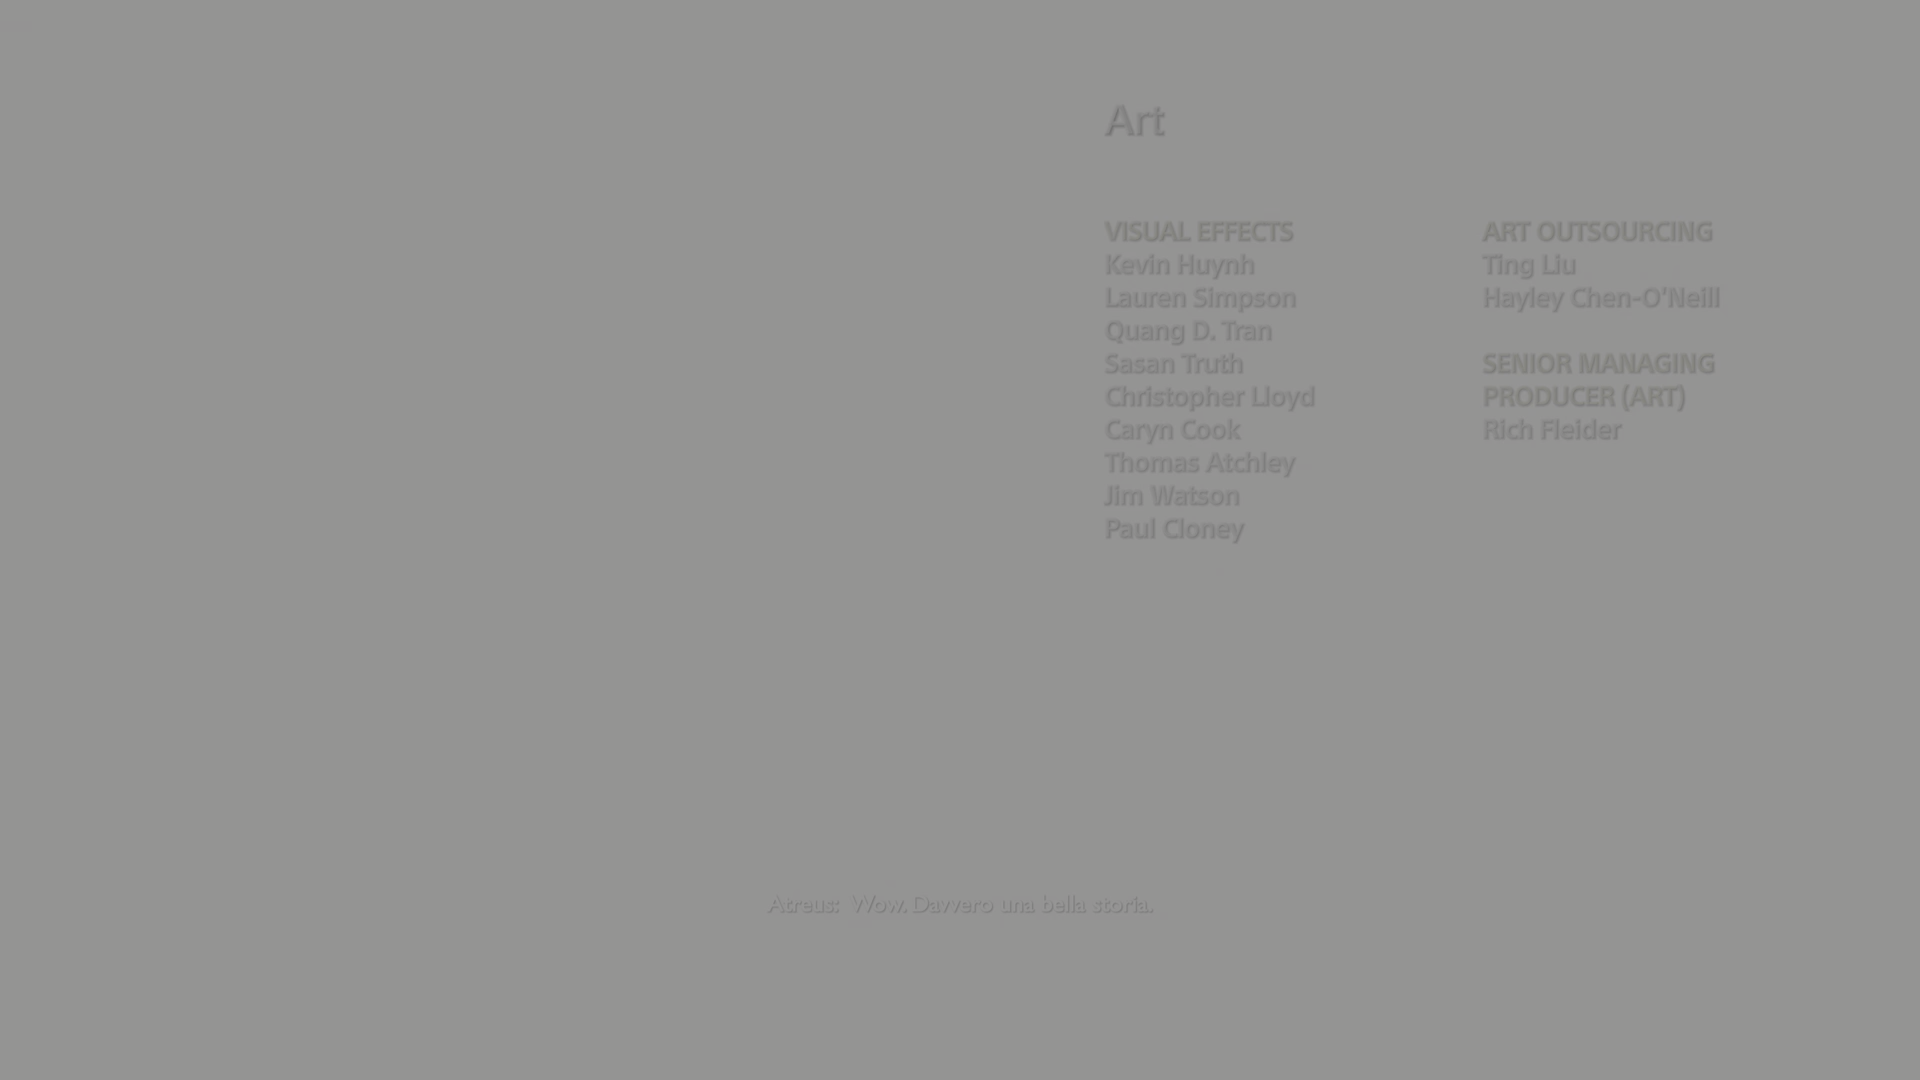 Art
VISUAL EFFECTS
Kevin Huynh
Lauren Simpson
Quang D. Tran
Sasan Truth
Christopher Lloyd
Caryn Cook
Thomas Atchley
Jim Watson
Paul Cloney
ART OUTSOURCING
Ting Liu
Hayley Chen-O'Neill
SENIOR MANAGING
PRODUCER (ART)
Rich Fleider
Atreus: Wow. Davvero una bella storia.